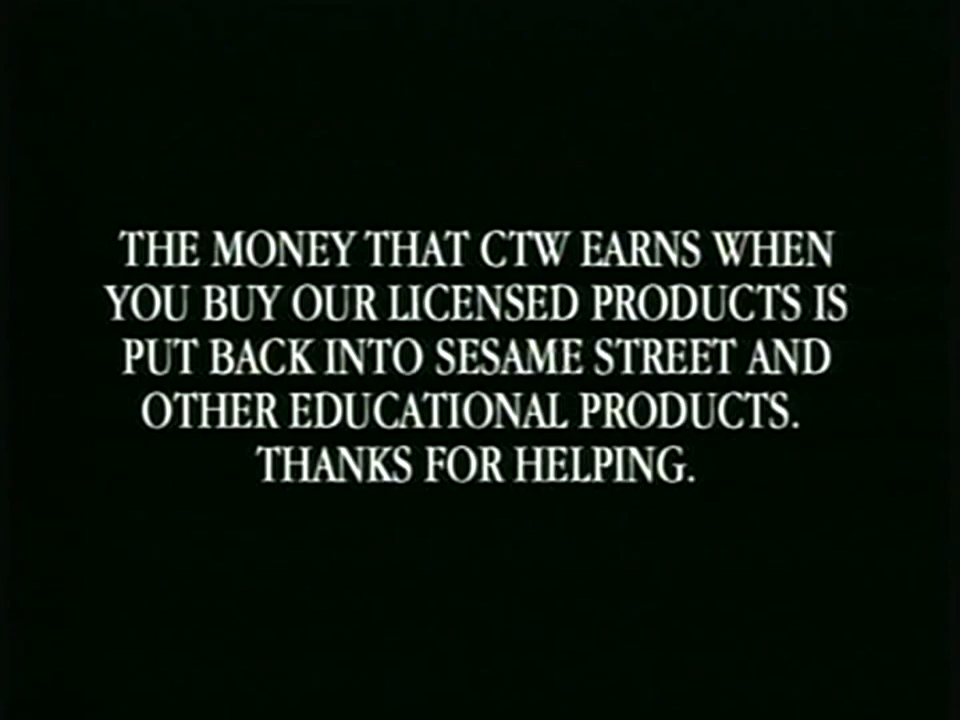 THE MONEY THAT CTW EARNS WHEN
YOU BUY OUR LICENSED PRODUCTS IS
PUT BACK INTO SESAME STREET AND
OTHER EDUCATIONAL PRODUCTS.
THANKS FOR HELPING.